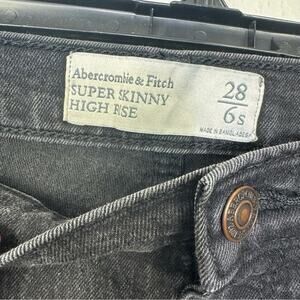 Abercrombie & Fitch
SUPER SKINNY
HIGH RISE
28
6s
MADE IN BANGLADESH